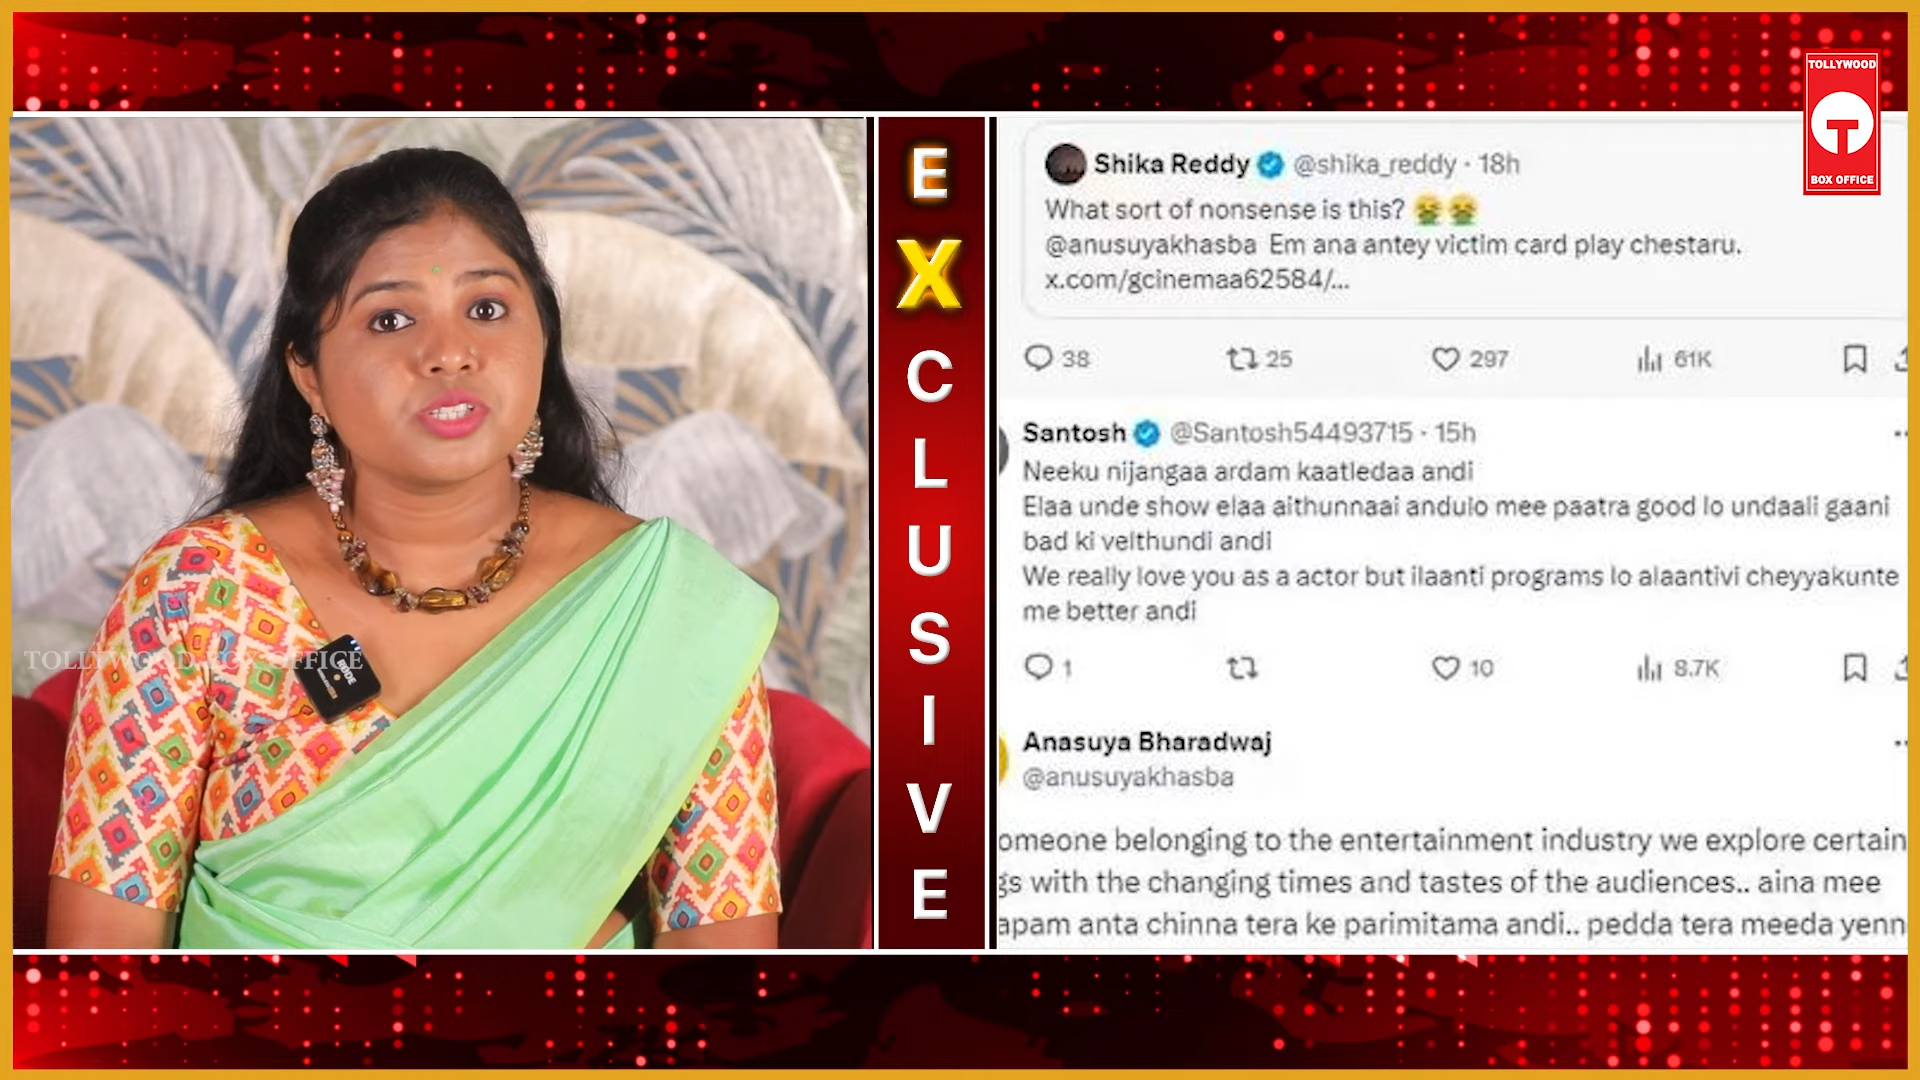 TOLLYWOOD
BOX OFFICE
EXCLUSIVE
TOLLYWOOD BOX OFFICE
RODE
Shika Reddy @shika_reddy · 18h
What sort of nonsense is this? 🤮🤮
@anusuyakhasba Em ana antey victim card play chestaru.
x.com/gcinemaa62584/...
38 25 297 61K
Santosh @Santosh54493715 · 15h
Neeku nijangaa ardam kaatledaa andi
Elaa unde show elaa aithunnaai andulo mee paatra good lo undaali gaani
bad ki velthundi andi
We really love you as a actor but ilaanti programs lo alaantivi cheyyakunte
me better andi
1 10 8.7K
Anasuya Bharadwaj
@anusuyakhasba
omeone belonging to the entertainment industry we explore certain
gs with the changing times and tastes of the audiences.. aina mee
apam anta chinna tera ke parimitama andi.. pedda tera meeda yenn